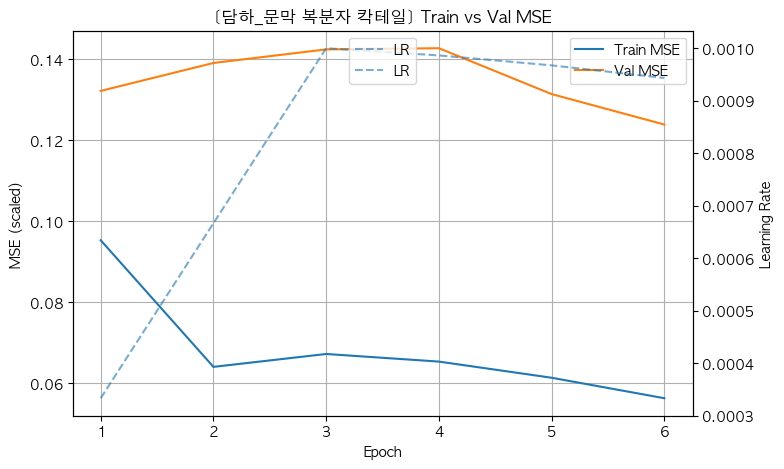 [담하_문막 복분자 칵테일] Train vs Val MSE
LR
LR
Train MSE
Val MSE
MSE (scaled)
0.14
0.12
0.10
0.08
0.06
0.0010
0.0009
0.0008
0.0007
0.0006
0.0005
0.0004
0.0003
Learning Rate
1 2 3 4 5 6
Epoch